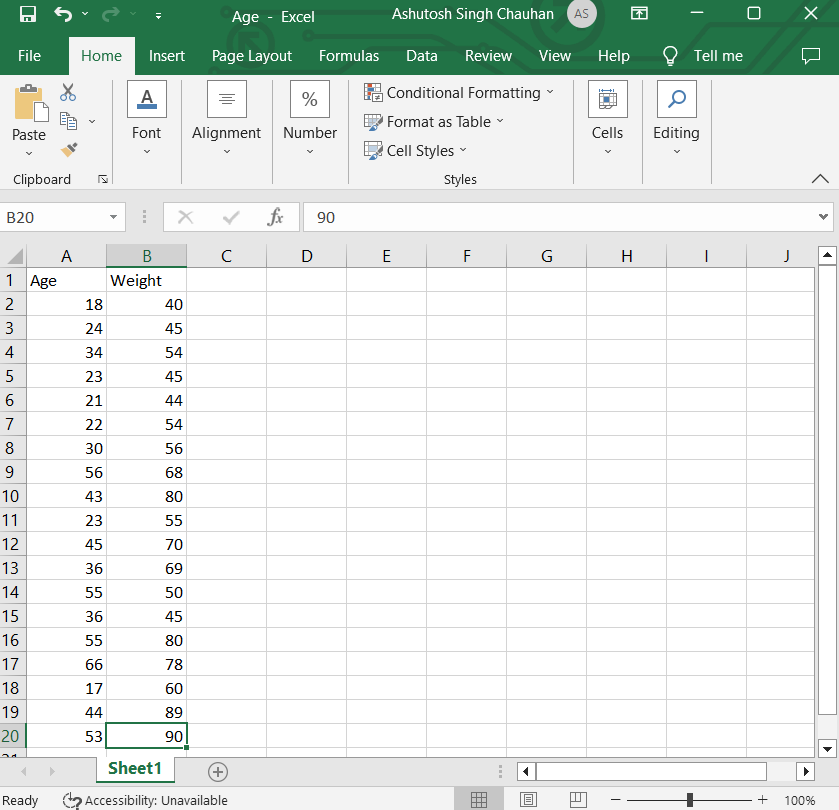 Age - Excel Ashutosh Singh Chauhan AS
File Home Insert Page Layout Formulas Data Review View Help Tell me
Paste A Font Alignment % Number Conditional Formatting Format as Table Cell Styles Cells Editing
Clipboard Styles
B20 fx 90
A B C D E F G H I J
1 Age Weight
2 18 40
3 24 45
4 34 54
5 23 45
6 21 44
7 22 54
8 30 56
9 56 68
10 43 80
11 23 55
12 45 70
13 36 69
14 55 50
15 36 45
16 55 80
17 66 78
18 17 60
19 44 89
20 53 90
Sheet1
Ready Accessibility: Unavailable 100%